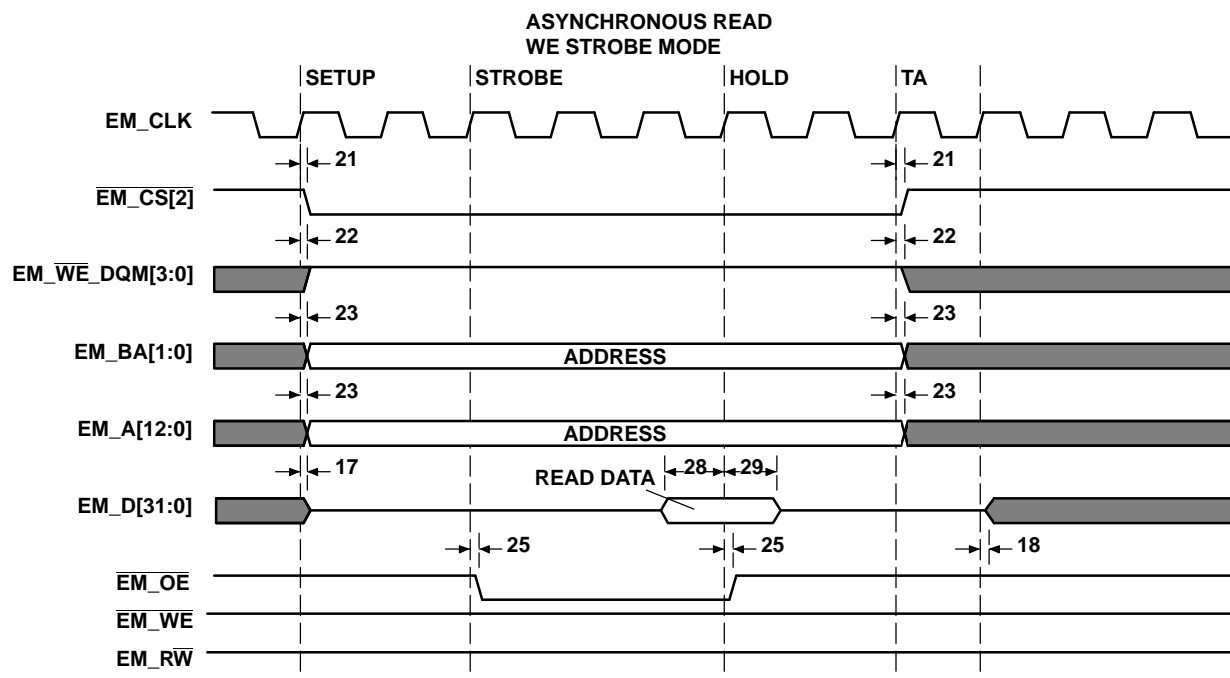 ASYNCHRONOUS READ
WE STROBE MODE
SETUP STROBE HOLD TA
EM_CLK
21 21
EM_CS[2]
22 22
EM_WE_DQM[3:0]
23 23
EM_BA[1:0] ADDRESS
23 23
EM_A[12:0] ADDRESS
17 28 29
READ DATA
EM_D[31:0]
25 25 18
EM_OE
EM_WE
EM_RW